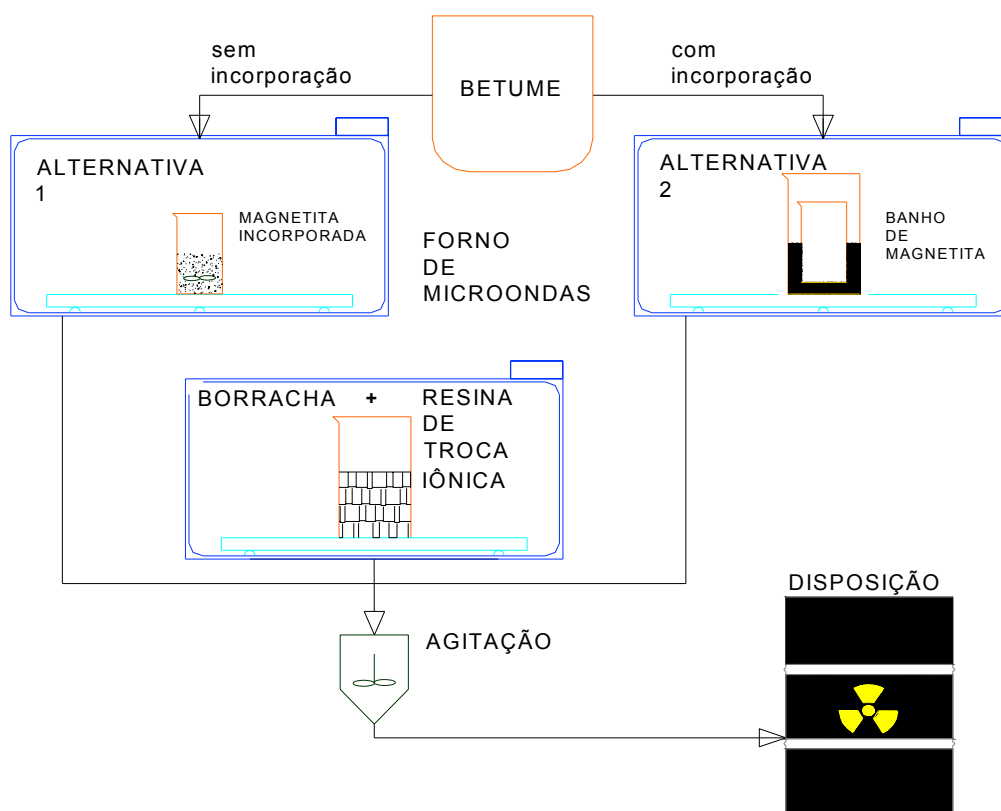 sem
incorporação
BETUME
com
incorporação
ALTERNATIVA
1
MAGNETITA
INCORPORADA
FORNO
DE
MICROONDAS
ALTERNATIVA
2
BANHO
DE
MAGNETITA
BORRACHA + RESINA
DE
TROCA
IÔNICA
AGITAÇÃO
DISPOSIÇÃO